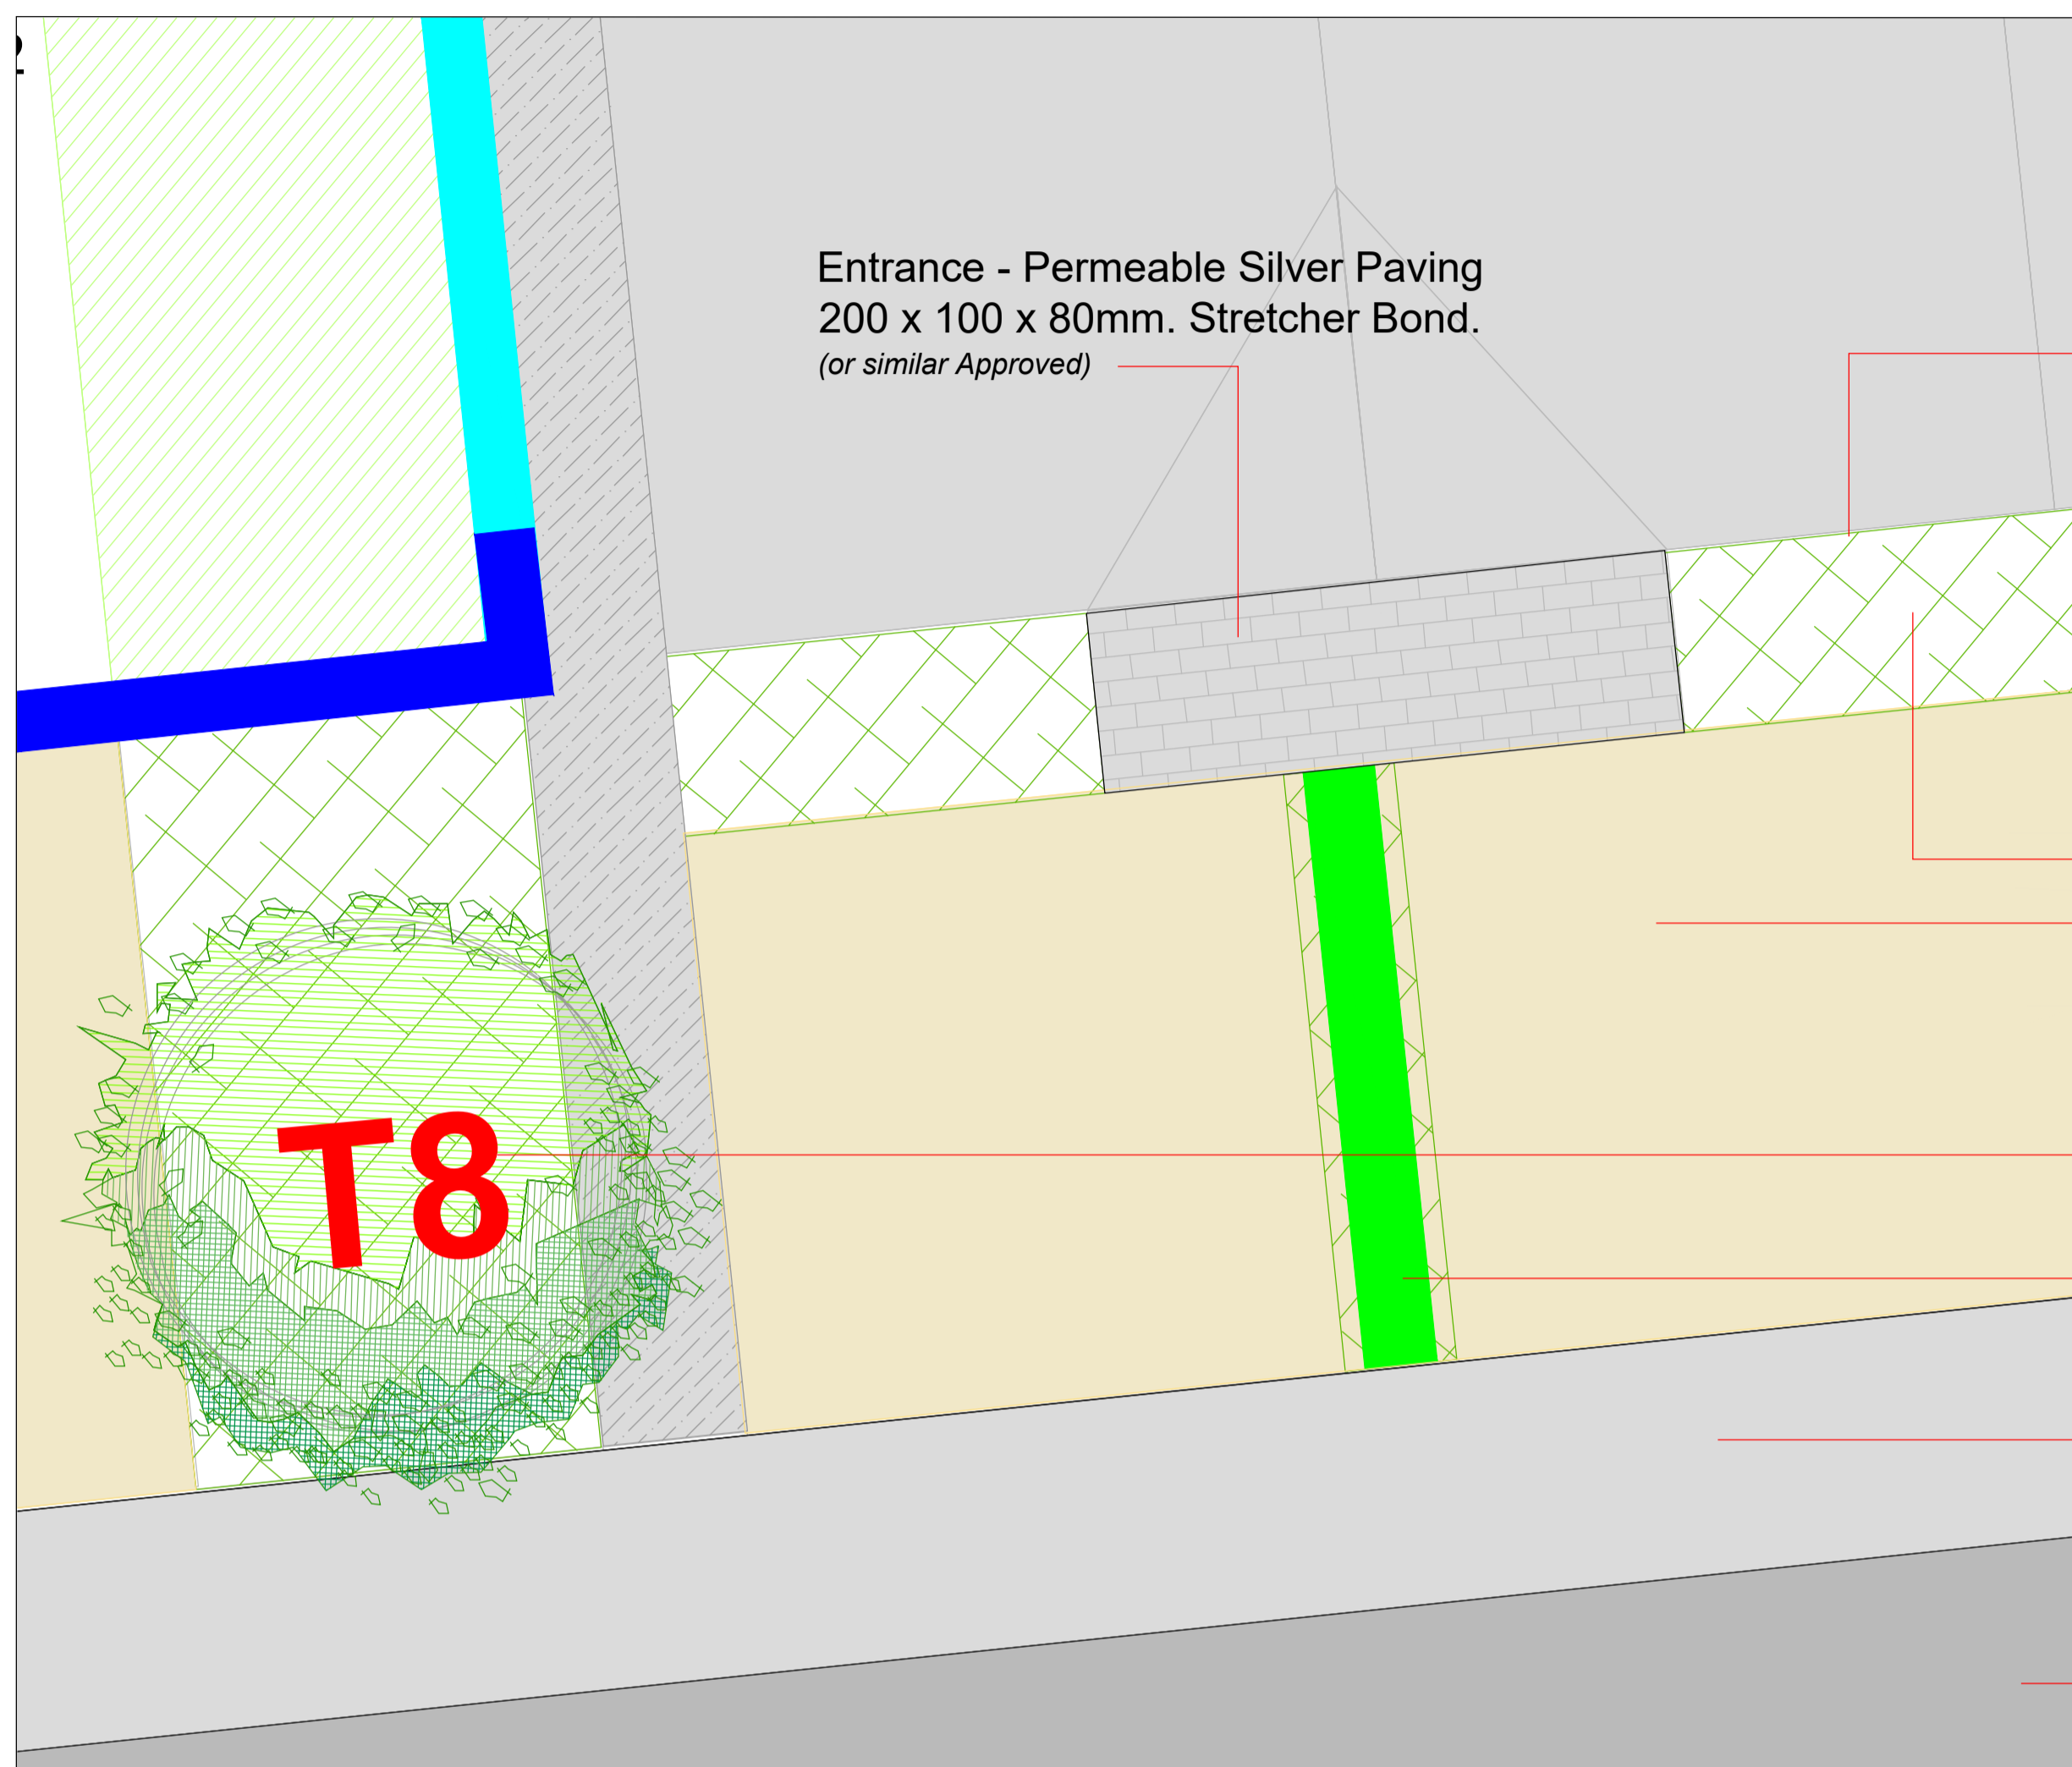 Entrance - Permeable Silver Paving
200 x 100 x 80mm. Stretcher Bond.
(or similar Approved)
T8